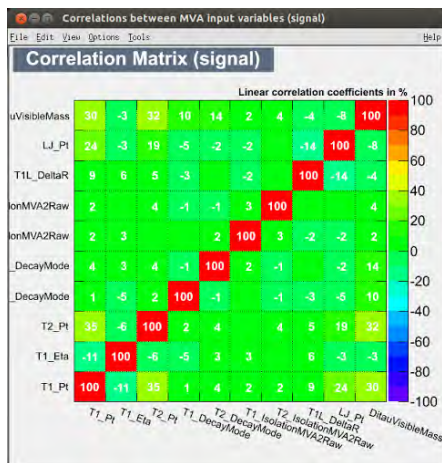 Correlations between MVA input variables (signal)
File Edit View Options Tools Help
Correlation Matrix (signal)
Linear correlation coefficients in %
uVisibleMass 30 -3 32 10 14 2 4 -4 -8 100
LJ_Pt 24 -3 19 -5 -2 -2 -14 100 -8
T1L_DeltaR 9 6 5 -3 -2 100 -14 -4
IonMVA2Raw 2 4 -1 -1 3 100 4
IonMVA2Raw 2 3 2 100 3 -2 -2 2
_DecayMode 4 3 4 -1 100 2 -1 -2 14
_DecayMode 1 -5 2 100 -1 -1 -3 -5 10
T2_Pt 35 -6 100 2 4 4 5 19 32
T1_Eta -11 100 -6 -5 3 3 6 -3 -3
T1_Pt 100 -11 35 1 4 2 2 9 24 30
T1_Pt
T1_Eta
T2_Pt
T1_DecayMode
T2_DecayMode
T1_IsolationMVA2Raw
T2_IsolationMVA2Raw
T1L_DeltaR
LJ_Pt
DitauVisibleMass
100
80
60
40
20
0
-20
-40
-60
-80
-100